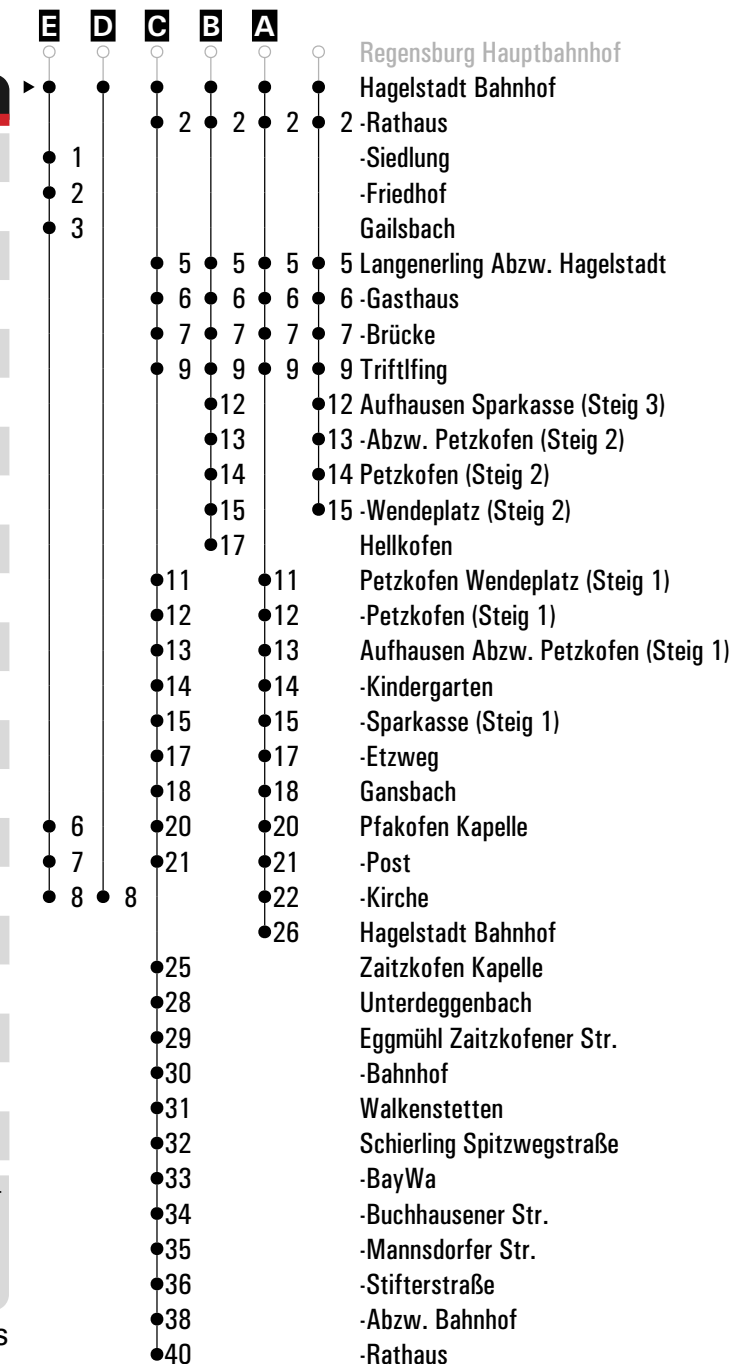 E D C B A
Regensburg Hauptbahnhof
Hagelstadt Bahnhof
2 2 2 2 -Rathaus
1 -Siedlung
2 -Friedhof
3 Gailsbach
5 5 5 5 Langenerling Abzw. Hagelstadt
6 6 6 6 -Gasthaus
7 7 7 7 -Brücke
9 9 9 9 Triftlfing
12 12 Aufhausen Sparkasse (Steig 3)
13 13 -Abzw. Petzkofen (Steig 2)
14 14 Petzkofen (Steig 2)
15 15 -Wendeplatz (Steig 2)
17 Hellkofen
11 11 Petzkofen Wendeplatz (Steig 1)
12 12 -Petzkofen (Steig 1)
13 13 Aufhausen Abzw. Petzkofen (Steig 1)
14 14 -Kindergarten
15 15 -Sparkasse (Steig 1)
17 17 -Etzweg
18 18 Gansbach
6 20 20 Pfakofen Kapelle
7 21 21 -Post
8 8 22 -Kirche
26 Hagelstadt Bahnhof
25 Zaitzkofen Kapelle
28 Unterdeggenbach
29 Eggmühl Zaitzkofener Str.
30 -Bahnhof
31 Walkenstetten
32 Schierling Spitzwegstraße
33 -BayWa
34 -Buchhausener Str.
35 -Mannsdorfer Str.
36 -Stifterstraße
38 -Abzw. Bahnhof
s
40 -Rathaus